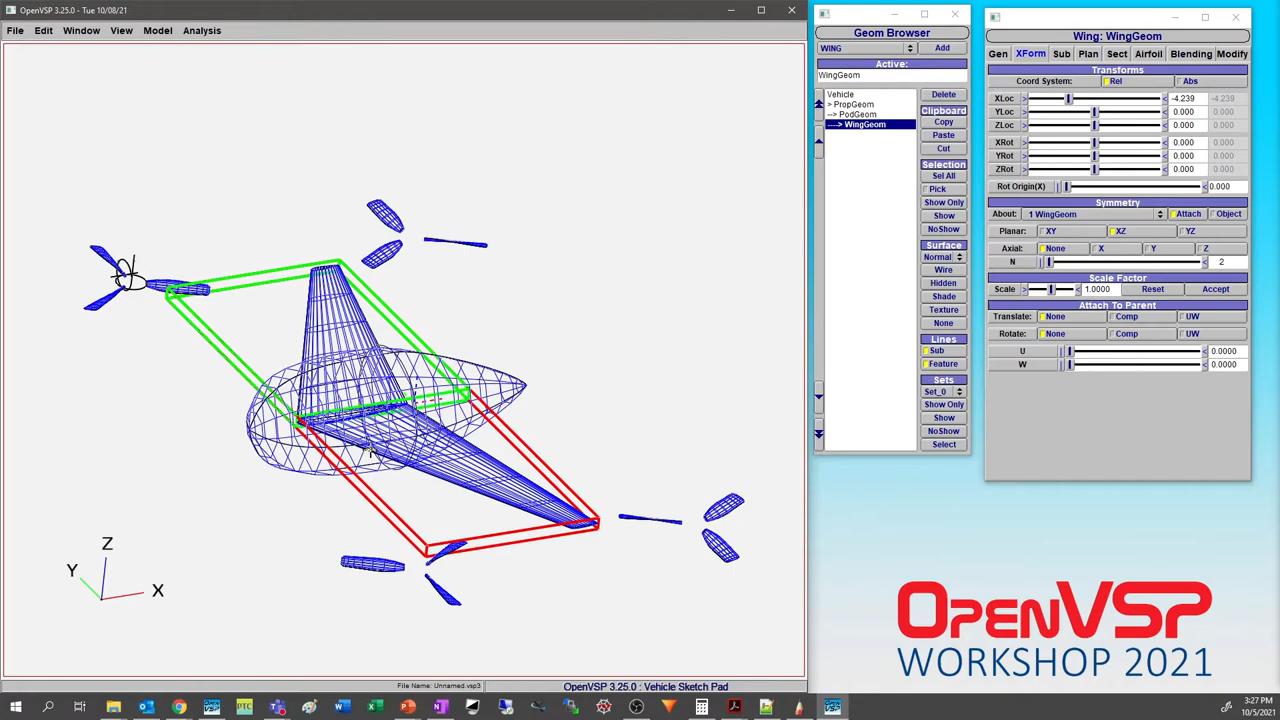 OpenVSP 3.25.0 - Tue 10/08/21
File Edit Window View Model Analysis
Z
Y
X
File Name: Unnamed.vsp3
OpenVSP 3.25.0 : Vehicle Sketch Pad
Geom Browser
WING Add
Active:
WingGeom
Vehicle
> PropGeom
--> PodGeom
----> WingGeom
Delete
Clipboard
Copy
Paste
Cut
Selection
Sel All
Pick
Show Only
Show
NoShow
Surface
Normal
Wire
Hidden
Shade
Texture
None
Lines
Sub
Feature
Sets
Set_0
Show Only
Show
NoShow
Select
Wing: WingGeom
Gen XForm Sub Plan Sect Airfoil Blending Modify
Transforms
Coord System: Rel Abs
XLoc > < -4.239 -4.239
YLoc > < 0.000 0.000
ZLoc > < 0.000 0.000
XRot > < 0.000 0.000
YRot > < 0.000 0.000
ZRot > < 0.000 0.000
Rot Origin(X) | < 0.000
Symmetry
About: 1 WingGeom Attach Object
Planar: XY XZ YZ
Axial: None X Y Z
N | < 2
Scale Factor
Scale > < 1.0000 Reset Accept
Attach To Parent
Translate: None Comp UW
Rotate: None Comp UW
U | < 0.0000
W | < 0.0000
OpenVSP
WORKSHOP 2021
PTC
3:27 PM
10/5/2021